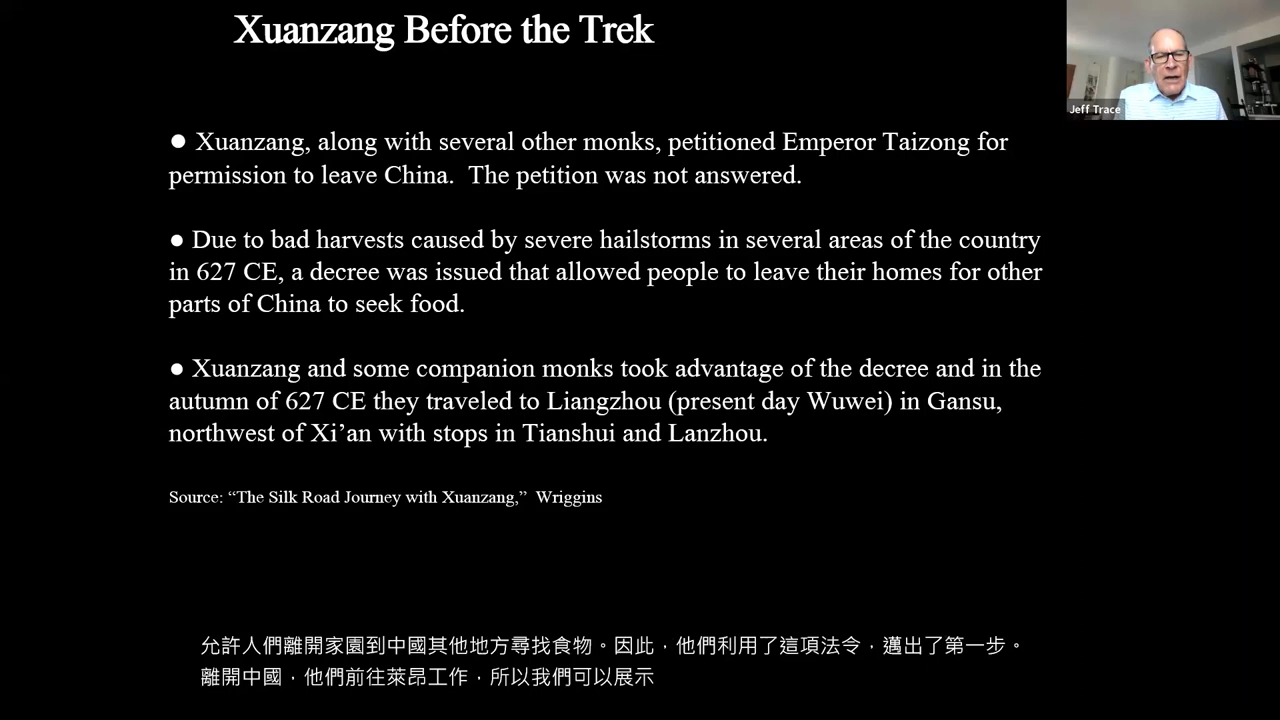 Xuanzang Before the Trek
Jeff Trace
● Xuanzang, along with several other monks, petitioned Emperor Taizong for
permission to leave China. The petition was not answered.
● Due to bad harvests caused by severe hailstorms in several areas of the country
in 627 CE, a decree was issued that allowed people to leave their homes for other
parts of China to seek food.
● Xuanzang and some companion monks took advantage of the decree and in the
autumn of 627 CE they traveled to Liangzhou (present day Wuwei) in Gansu,
northwest of Xi’an with stops in Tianshui and Lanzhou.
Source: “The Silk Road Journey with Xuanzang,” Wriggins
允許人們離開家園到中國其他地方尋找食物。因此，他們利用了這項法令，邁出了第一步。
離開中國，他們前往萊昂工作，所以我們可以展示